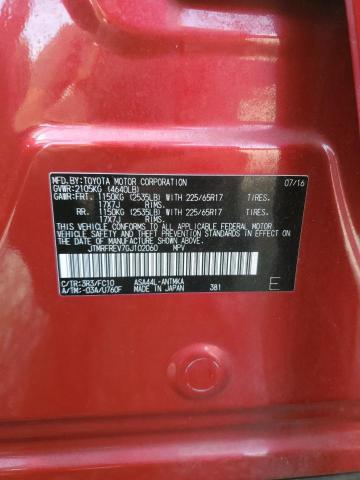 MFD.BY:TOYOTA MOTOR CORPORATION 07/16
GVWR:2105KG (4640LB)
GAWR:FRT. 1150KG (2535LB) WITH 225/65R17 TIRES.
17X7J RIMS.
RR. 1150KG (2535LB) WITH 225/65R17 TIRES.
17X7J RIMS.
THIS VEHICLE CONFORMS TO ALL APPLICABLE FEDERAL
MOTOR VEHICLE SAFETY, BUMPER, AND THEFT
PREVENTION STANDARDS IN EFFECT ON THE DATE OF
MANUFACTURE SHOWN ABOVE.
JTMRFREV7GJ102060 MPV
C/TR:3R3/FC10 ASA44L-ANTMKA
A/TM:-03A/U760F MADE IN JAPAN 381 E